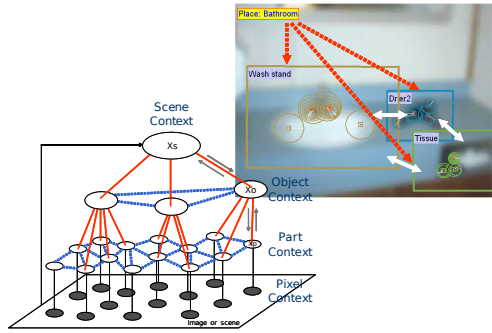 Place: Bathroom
Wash stand
Drier2
Tissue
Scene
Context
Xs
Xo
Object
Context
Part
Context
Pixel
Context
Image or scene